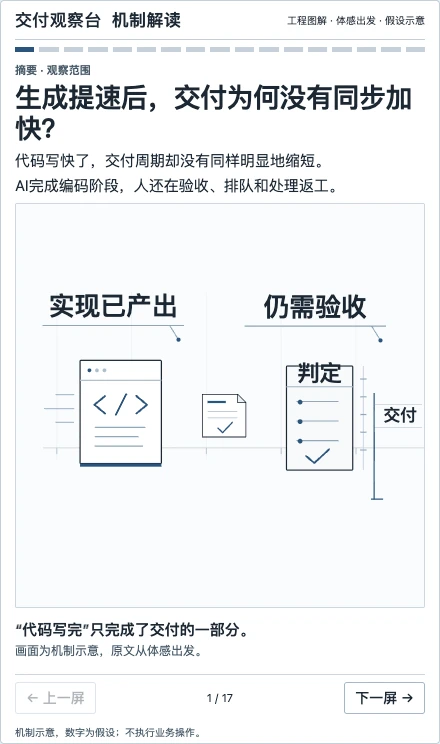 交付观察台 机制解读
工程图解 · 体感出发 · 假设示意
摘要 · 观察范围
生成提速后，交付为何没有同步加
快？
代码写快了，交付周期却没有同样明显地缩短。
AI完成编码阶段，人还在验收、排队和处理返工。
实现已产出
仍需验收
</>
判定
交付
“代码写完”只完成了交付的一部分。
画面为机制示意，原文从体感出发。
← 上一屏
1 / 17
下一屏 →
机制示意，数字为假设；不执行业务操作。